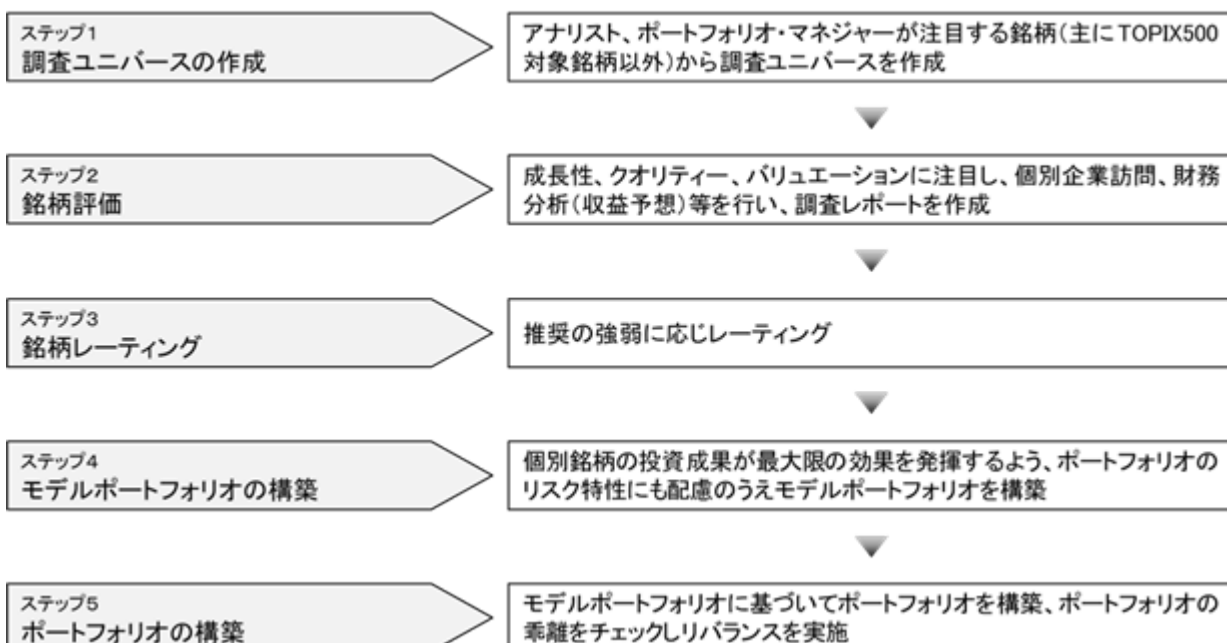 ステップ1
調査ユニバースの作成
アナリスト、ポートフォリオ・マネジャーが注目する銘柄(主にTOPIX500
対象銘柄以外)から調査ユニバースを作成
ステップ2
銘柄評価
成長性、クオリティー、バリュエーションに注目し、個別企業訪問、財務
分析(収益予想)等を行い、調査レポートを作成
ステップ3
銘柄レーティング
推奨の強弱に応じレーティング
ステップ4
モデルポートフォリオの構築
個別銘柄の投資成果が最大限の効果を発揮するよう、ポートフォリオの
リスク特性にも配慮のうえモデルポートフォリオを構築
ステップ5
ポートフォリオの構築
モデルポートフォリオに基づいてポートフォリオを構築、ポートフォリオの
乖離をチェックしリバランスを実施